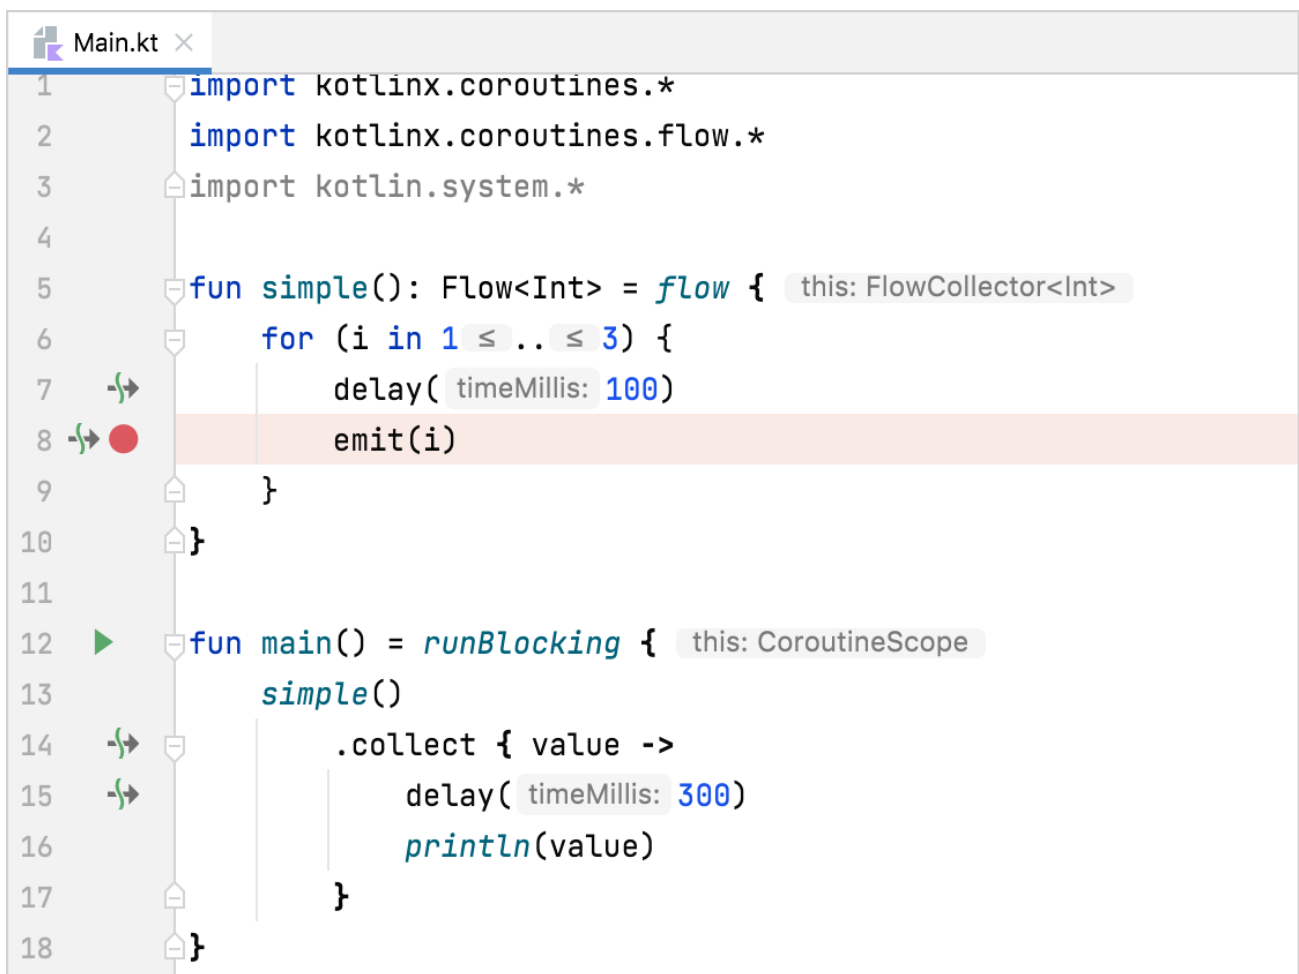 Main.kt
1 import kotlinx.coroutines.*
2 import kotlinx.coroutines.flow.*
3 import kotlin.system.*
4
5 fun simple(): Flow<Int> = flow { this: FlowCollector<Int>
6     for (i in 1 ≤ .. ≤ 3) {
7         delay( timeMillis: 100)
8         emit(i)
9     }
10 }
11
12 fun main() = runBlocking { this: CoroutineScope
13     simple()
14         .collect { value ->
15             delay( timeMillis: 300)
16             println(value)
17         }
18 }